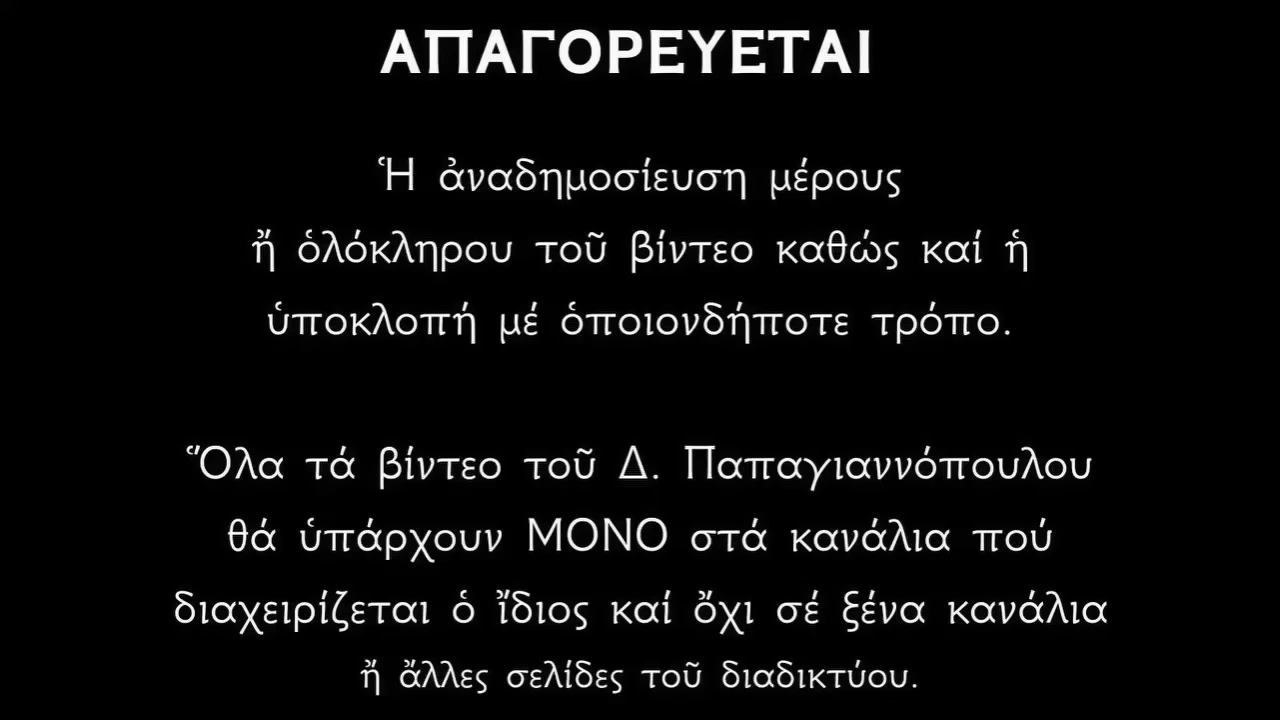 ΑΠΑΓΟΡΕΥΕΤΑΙ
Ἡ ἀναδημοσίευση μέρους
ἤ ὁλόκληρου τοῦ βίντεο καθώς καί ἡ
ὑποκλοπή μέ ὁποιονδήποτε τρόπο.
Ὅλα τά βίντεο τοῦ Δ. Παπαγιαννόπουλου
θά ὑπάρχουν ΜΟΝΟ στά κανάλια πού
διαχειρίζεται ὁ ἴδιος καί ὄχι σέ ξένα κανάλια
ἤ ἄλλες σελίδες τοῦ διαδικτύου.